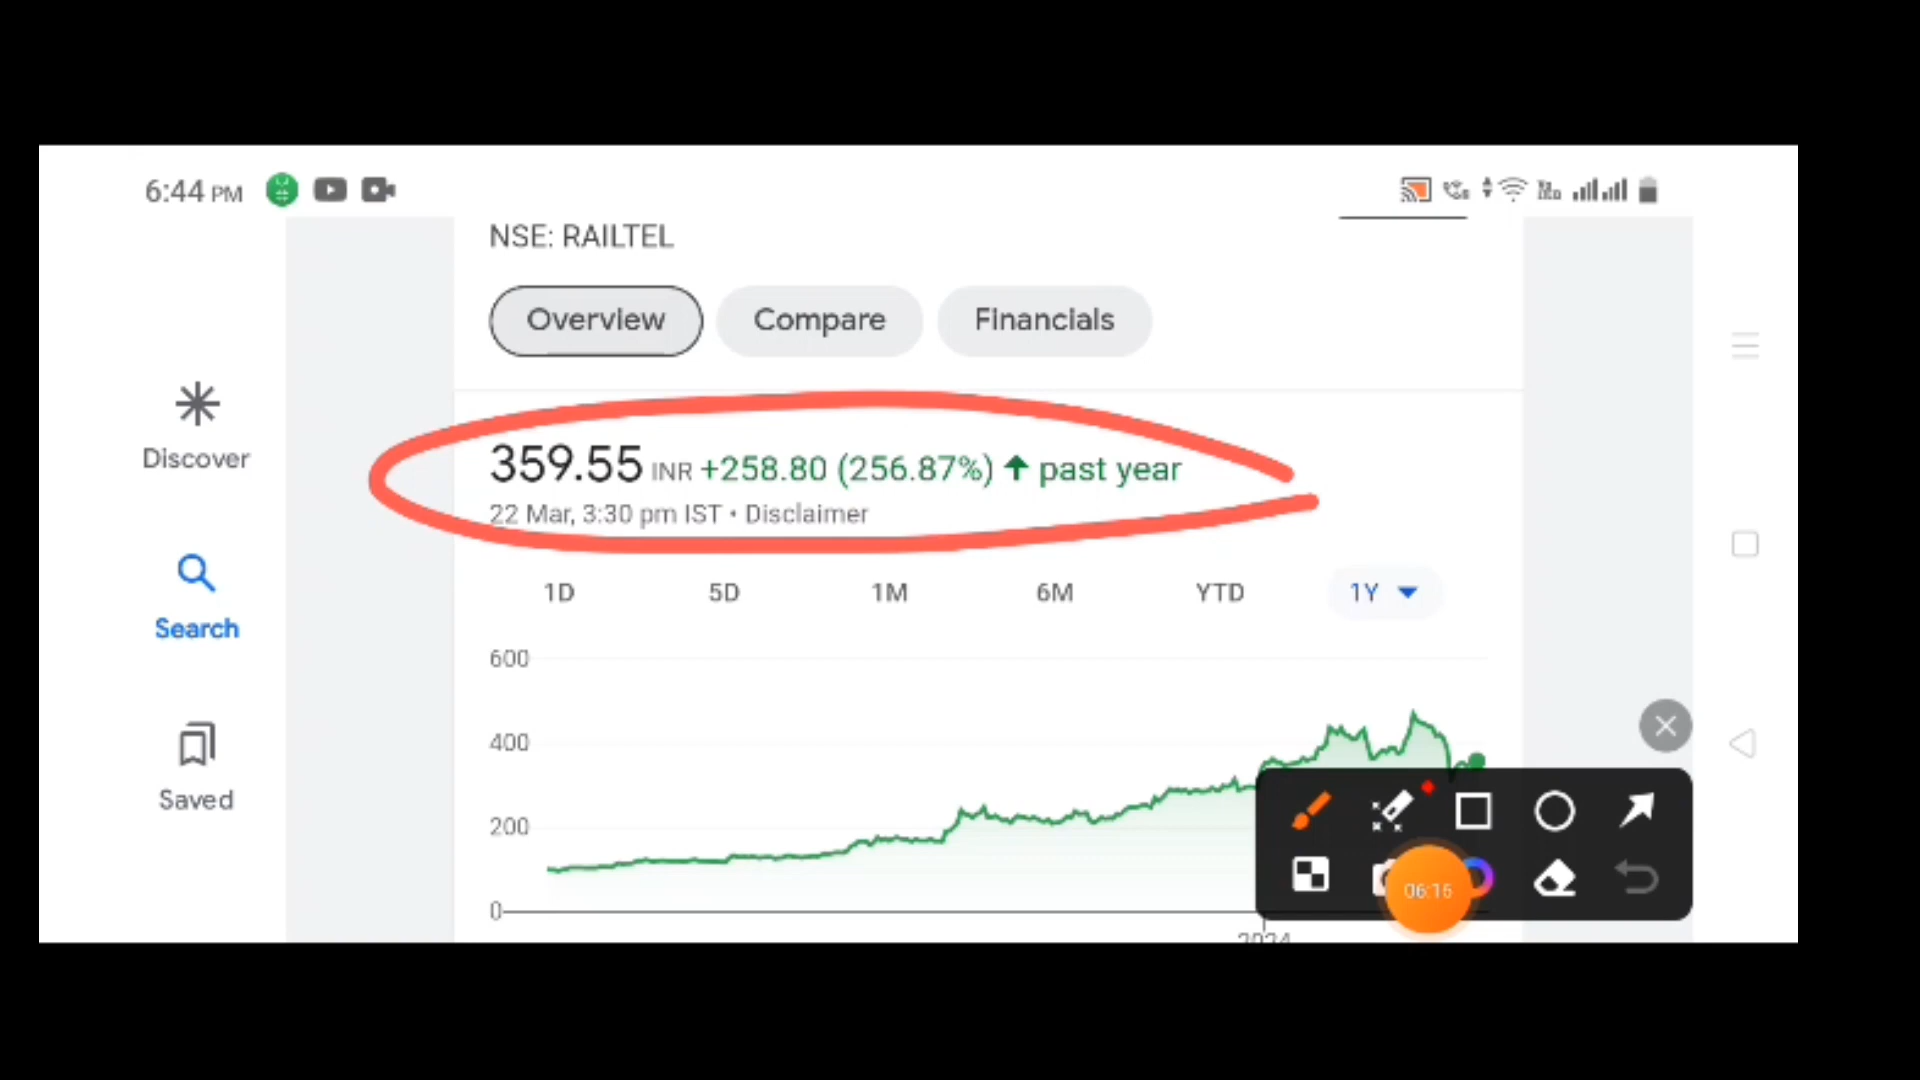 6:44 PM
NSE: RAILTEL
Overview Compare Financials
Discover
359.55 INR +258.80 (256.87%) ↑ past year
22 Mar, 3:30 pm IST • Disclaimer
1D 5D 1M 6M YTD 1Y
Search
600
400
Saved
200
06:16
0
2024